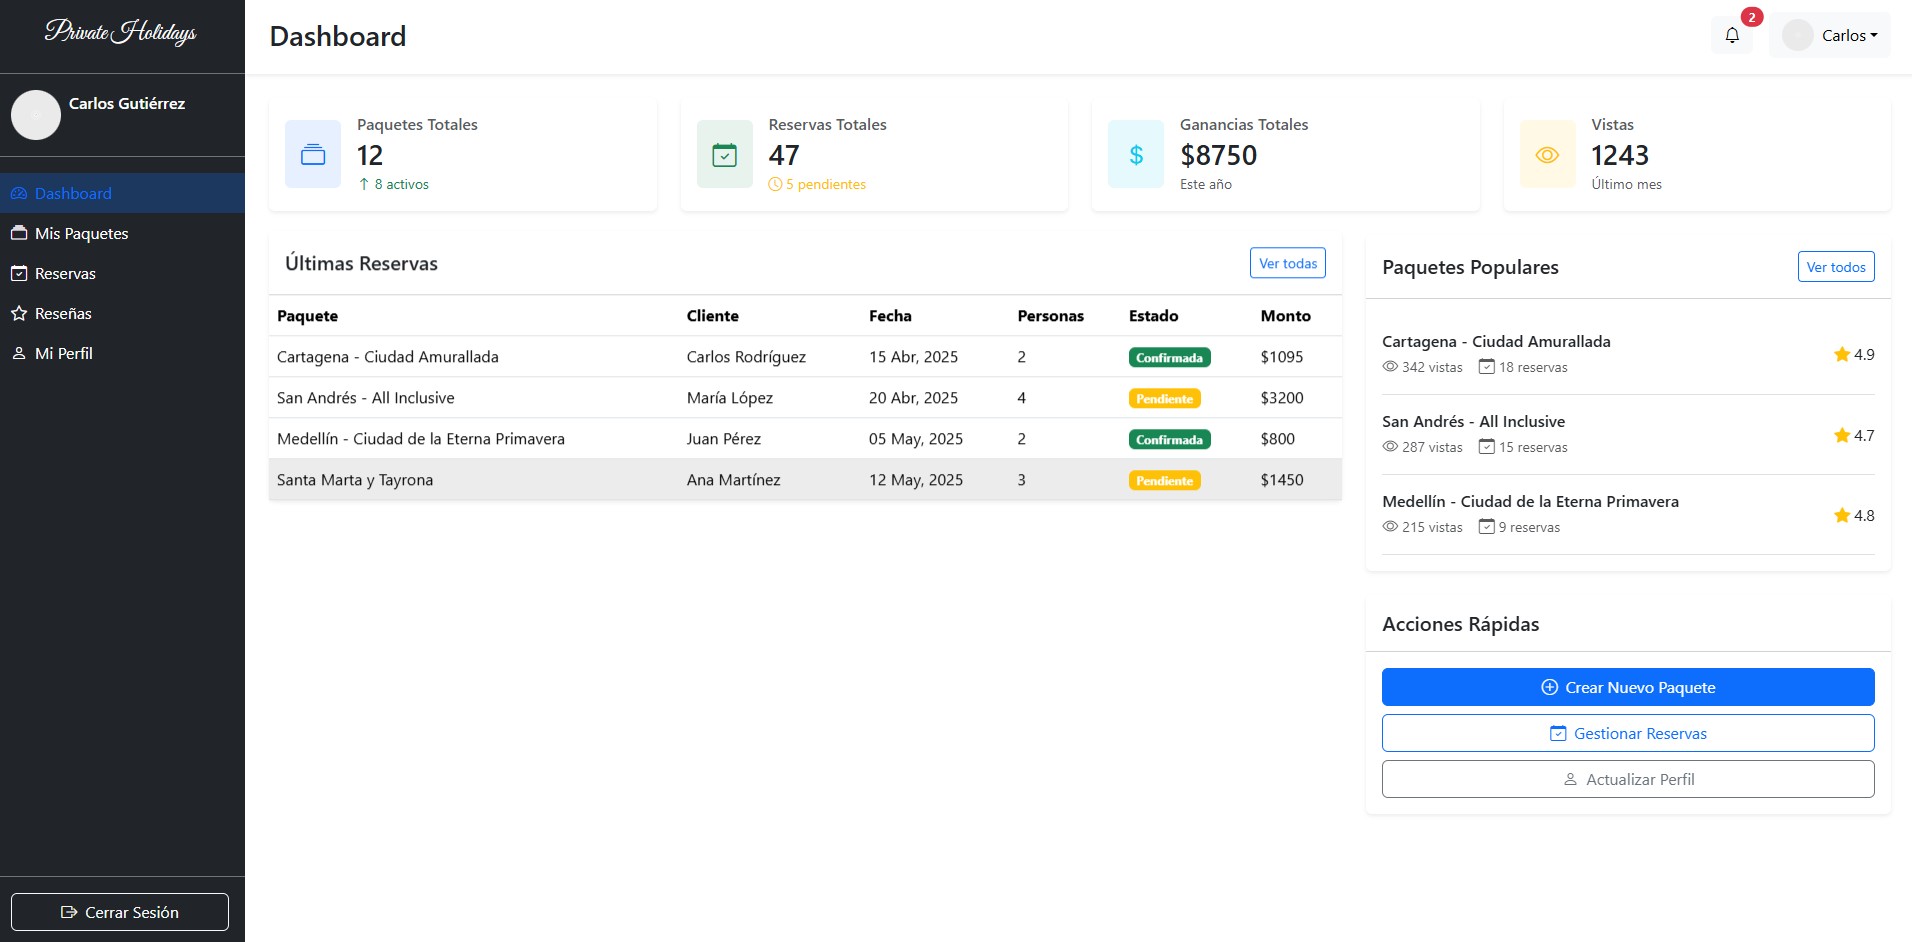 Private Holidays
Carlos Gutiérrez
Dashboard
Mis Paquetes
Reservas
Reseñas
Mi Perfil
Cerrar Sesión
Dashboard
2
Carlos
Paquetes Totales
12
8 activos
Reservas Totales
47
5 pendientes
Ganancias Totales
$8750
Este año
Vistas
1243
Último mes
Últimas Reservas
Ver todas
Paquete Cliente Fecha Personas Estado Monto
Cartagena - Ciudad Amurallada Carlos Rodríguez 15 Abr, 2025 2 Confirmada $1095
San Andrés - All Inclusive María López 20 Abr, 2025 4 Pendiente $3200
Medellín - Ciudad de la Eterna Primavera Juan Pérez 05 May, 2025 2 Confirmada $800
Santa Marta y Tayrona Ana Martínez 12 May, 2025 3 Pendiente $1450
Paquetes Populares
Ver todos
Cartagena - Ciudad Amurallada
342 vistas 18 reservas
4.9
San Andrés - All Inclusive
287 vistas 15 reservas
4.7
Medellín - Ciudad de la Eterna Primavera
215 vistas 9 reservas
4.8
Acciones Rápidas
Crear Nuevo Paquete
Gestionar Reservas
Actualizar Perfil